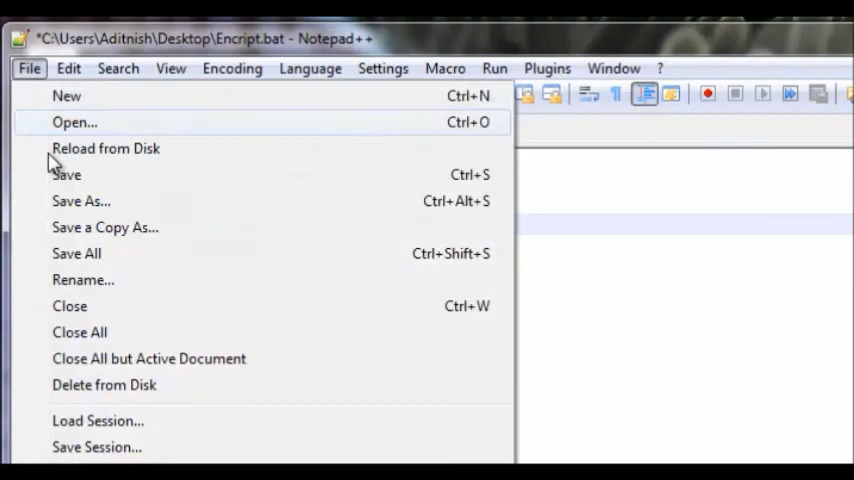 *C:\Users\Aditnish\Desktop\Encript.bat - Notepad++
File Edit Search View Encoding Language Settings Macro Run Plugins Window ?
New Ctrl+N
Open... Ctrl+O
Reload from Disk
Save Ctrl+S
Save As... Ctrl+Alt+S
Save a Copy As...
Save All Ctrl+Shift+S
Rename...
Close Ctrl+W
Close All
Close All but Active Document
Delete from Disk
Load Session...
Save Session...